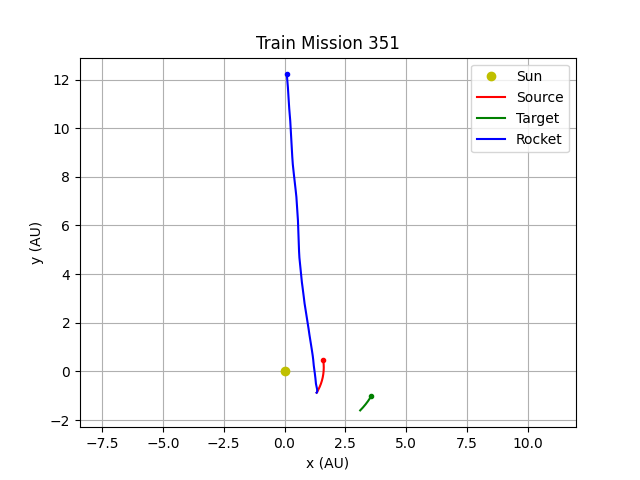 Train Mission 351
Sun
Source
Target
Rocket
12
10
8
6
4
2
0
−2
y (AU)
−7.5 −5.0 −2.5 0.0 2.5 5.0 7.5 10.0
x (AU)